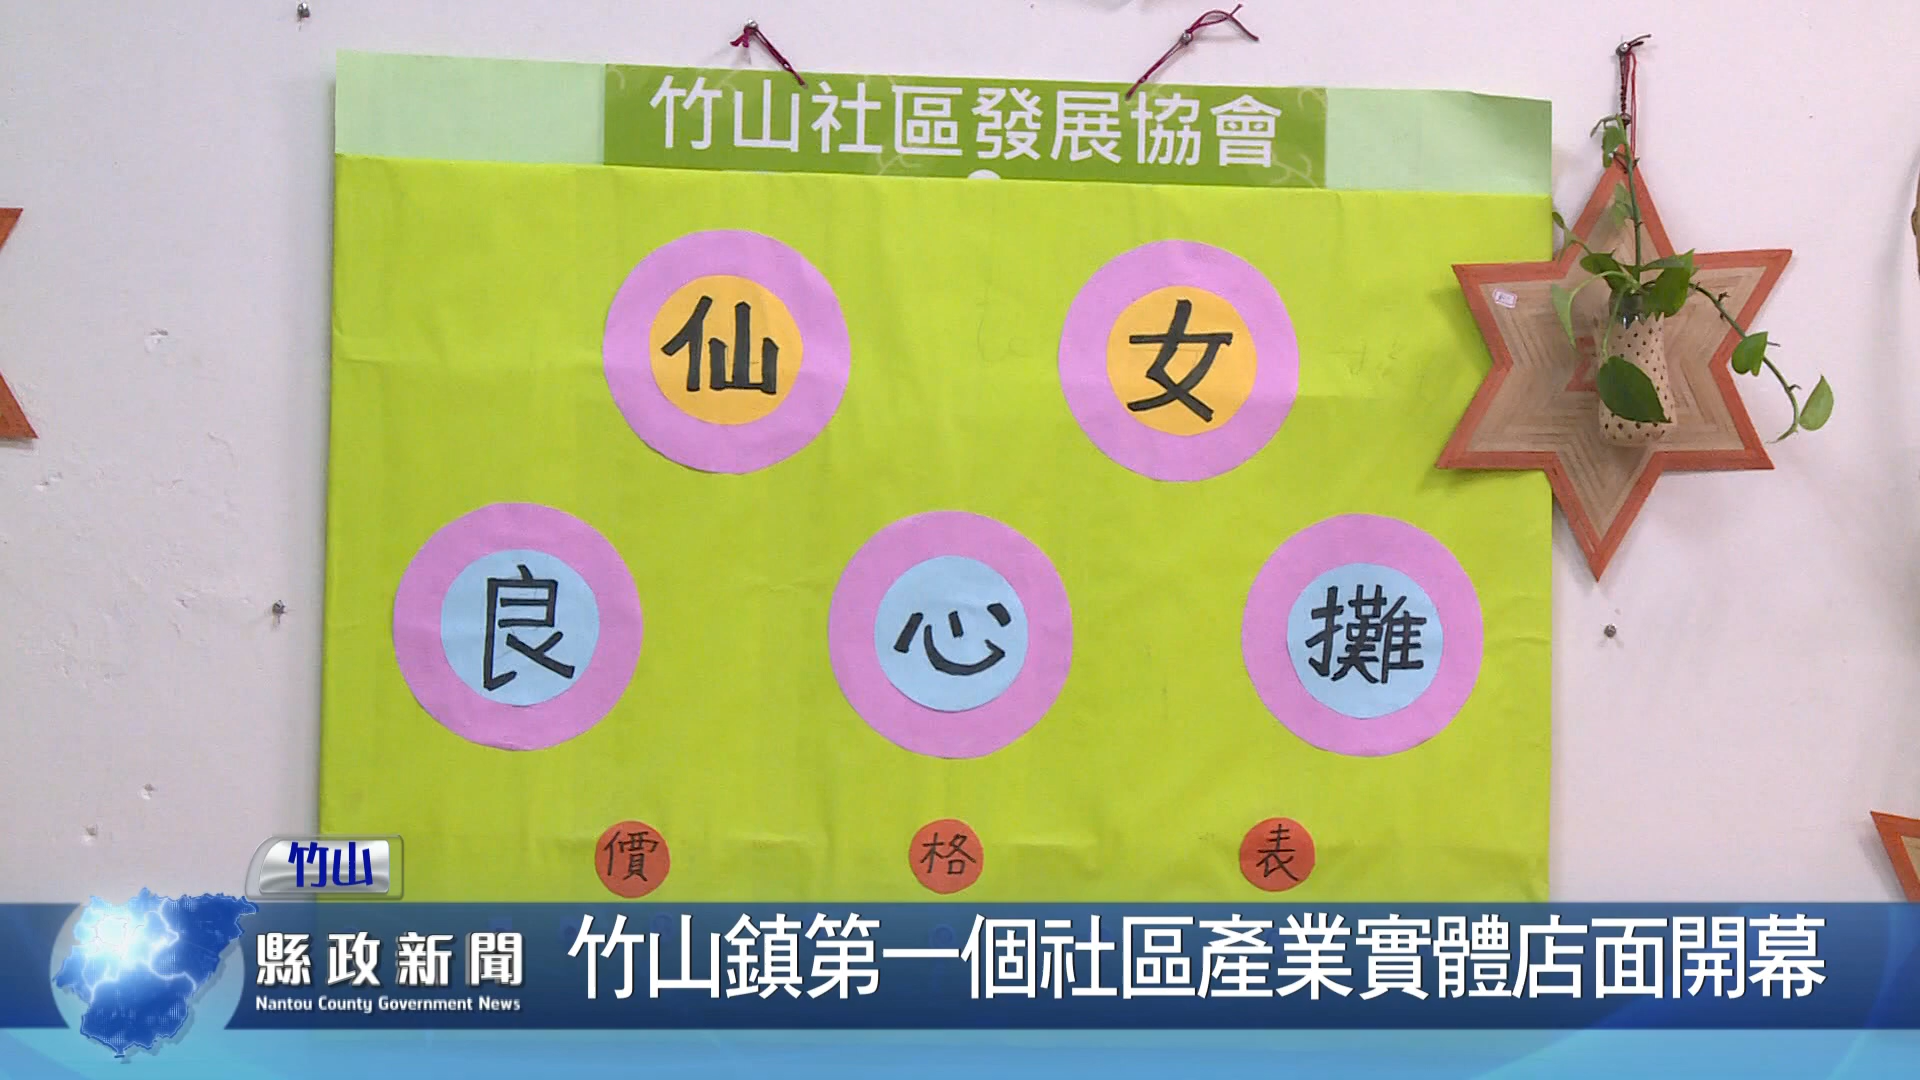 竹山社區發展協會
仙女
良心攤
價格表
竹山
縣政新聞
Nantou County Government News
竹山鎮第一個社區產業實體店面開幕